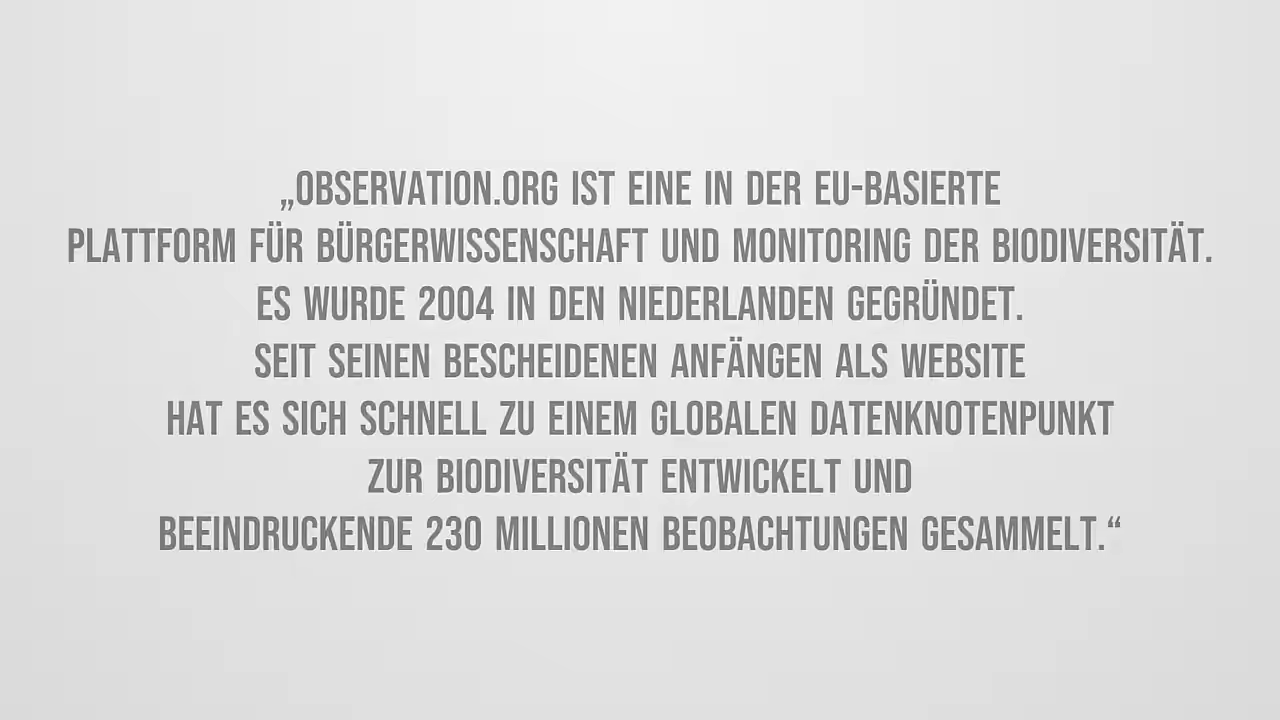 „OBSERVATION.ORG IST EINE IN DER EU-BASIERTE
PLATTFORM FÜR BÜRGERWISSENSCHAFT UND MONITORING DER BIODIVERSITÄT.
ES WURDE 2004 IN DEN NIEDERLANDEN GEGRÜNDET.
SEIT SEINEN BESCHEIDENEN ANFÄNGEN ALS WEBSITE
HAT ES SICH SCHNELL ZU EINEM GLOBALEN DATENKNOTENPUNKT
ZUR BIODIVERSITÄT ENTWICKELT UND
BEEINDRUCKENDE 230 MILLIONEN BEOBACHTUNGEN GESAMMELT.“